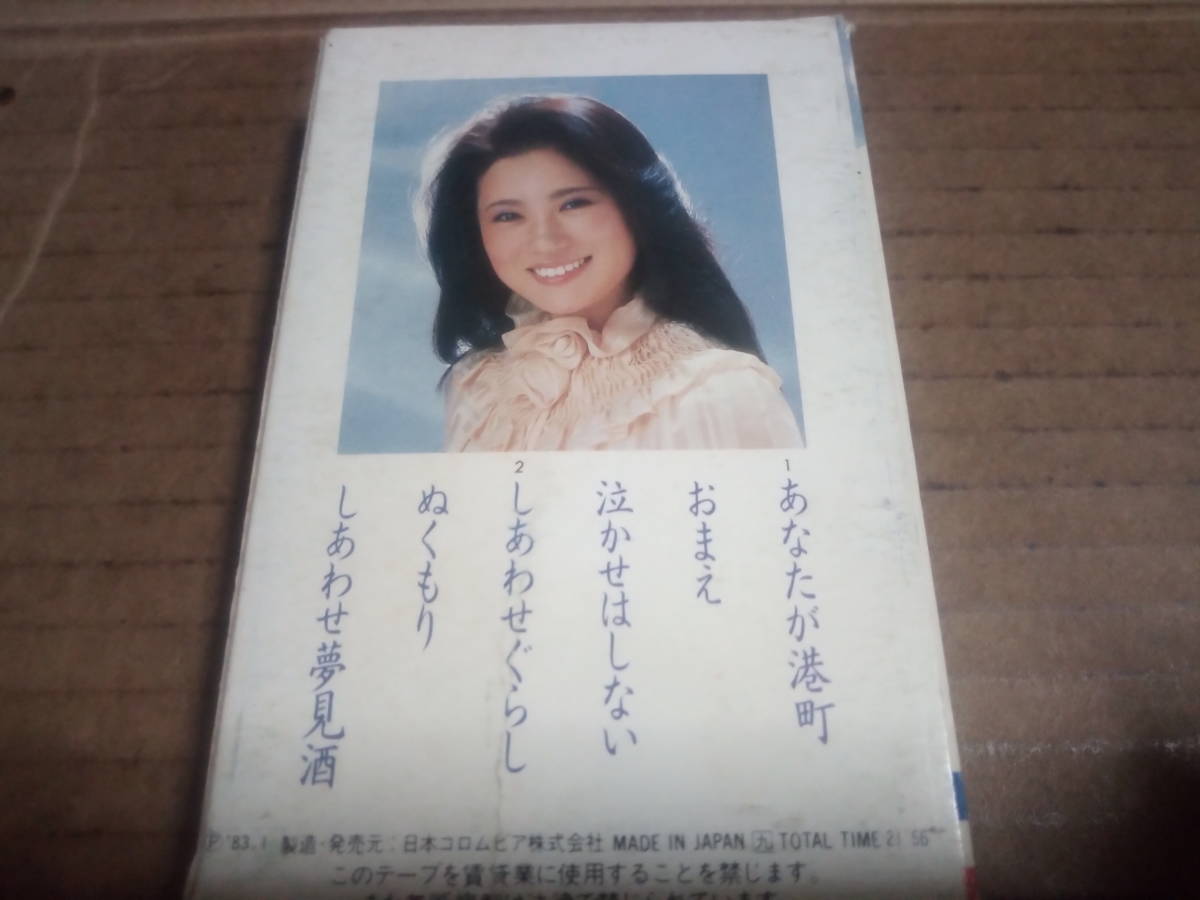 1
あなたが港町
おまえ
泣かせはしない
2
しあわせぐらし
ぬくもり
しあわせ夢見酒
Ⓟ '83.1 製造・発売元:日本コロムビア株式会社 MADE IN JAPAN 九 TOTAL TIME 21'56"
このテープを賃貸業に使用することを禁じます。